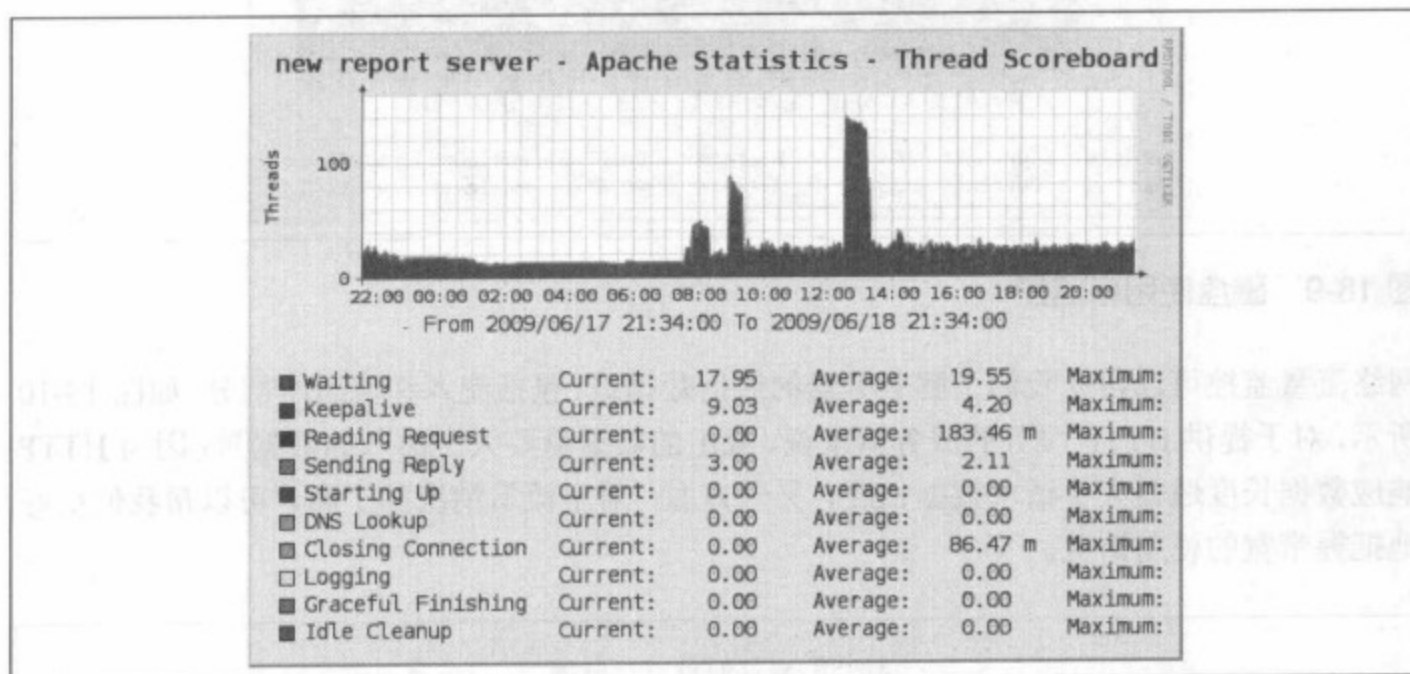 new report server - Apache Statistics - Thread Scoreboard
Threads
100
0
22:00 00:00 02:00 04:00 06:00 08:00 10:00 12:00 14:00 16:00 18:00 20:00
From 2009/06/17 21:34:00 To 2009/06/18 21:34:00
Waiting Current: 17.95 Average: 19.55 Maximum:
Keepalive Current: 9.03 Average: 4.20 Maximum:
Reading Request Current: 0.00 Average: 183.46 m Maximum:
Sending Reply Current: 3.00 Average: 2.11 Maximum:
Starting Up Current: 0.00 Average: 0.00 Maximum:
DNS Lookup Current: 0.00 Average: 0.00 Maximum:
Closing Connection Current: 0.00 Average: 86.47 m Maximum:
Logging Current: 0.00 Average: 0.00 Maximum:
Graceful Finishing Current: 0.00 Average: 0.00 Maximum:
Idle Cleanup Current: 0.00 Average: 0.00 Maximum: